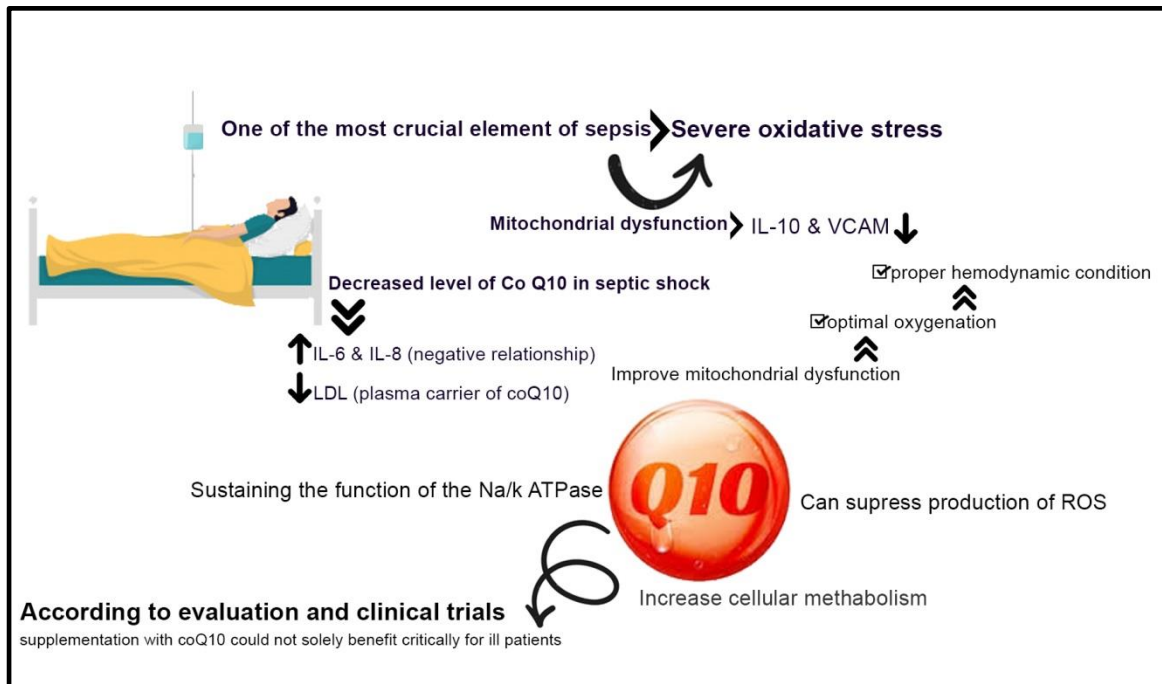 One of the most crucial element of sepsis Severe oxidative stress
Mitochondrial dysfunction IL-10 & VCAM
proper hemodynamic condition
Decreased level of Co Q10 in septic shock
optimal oxygenation
IL-6 & IL-8 (negative relationship)
Improve mitochondrial dysfunction
LDL (plasma carrier of coQ10)
Sustaining the function of the Na/k ATPase
Q10
Can supress production of ROS
Increase cellular methabolism
According to evaluation and clinical trials
supplementation with coQ10 could not solely benefit critically for ill patients